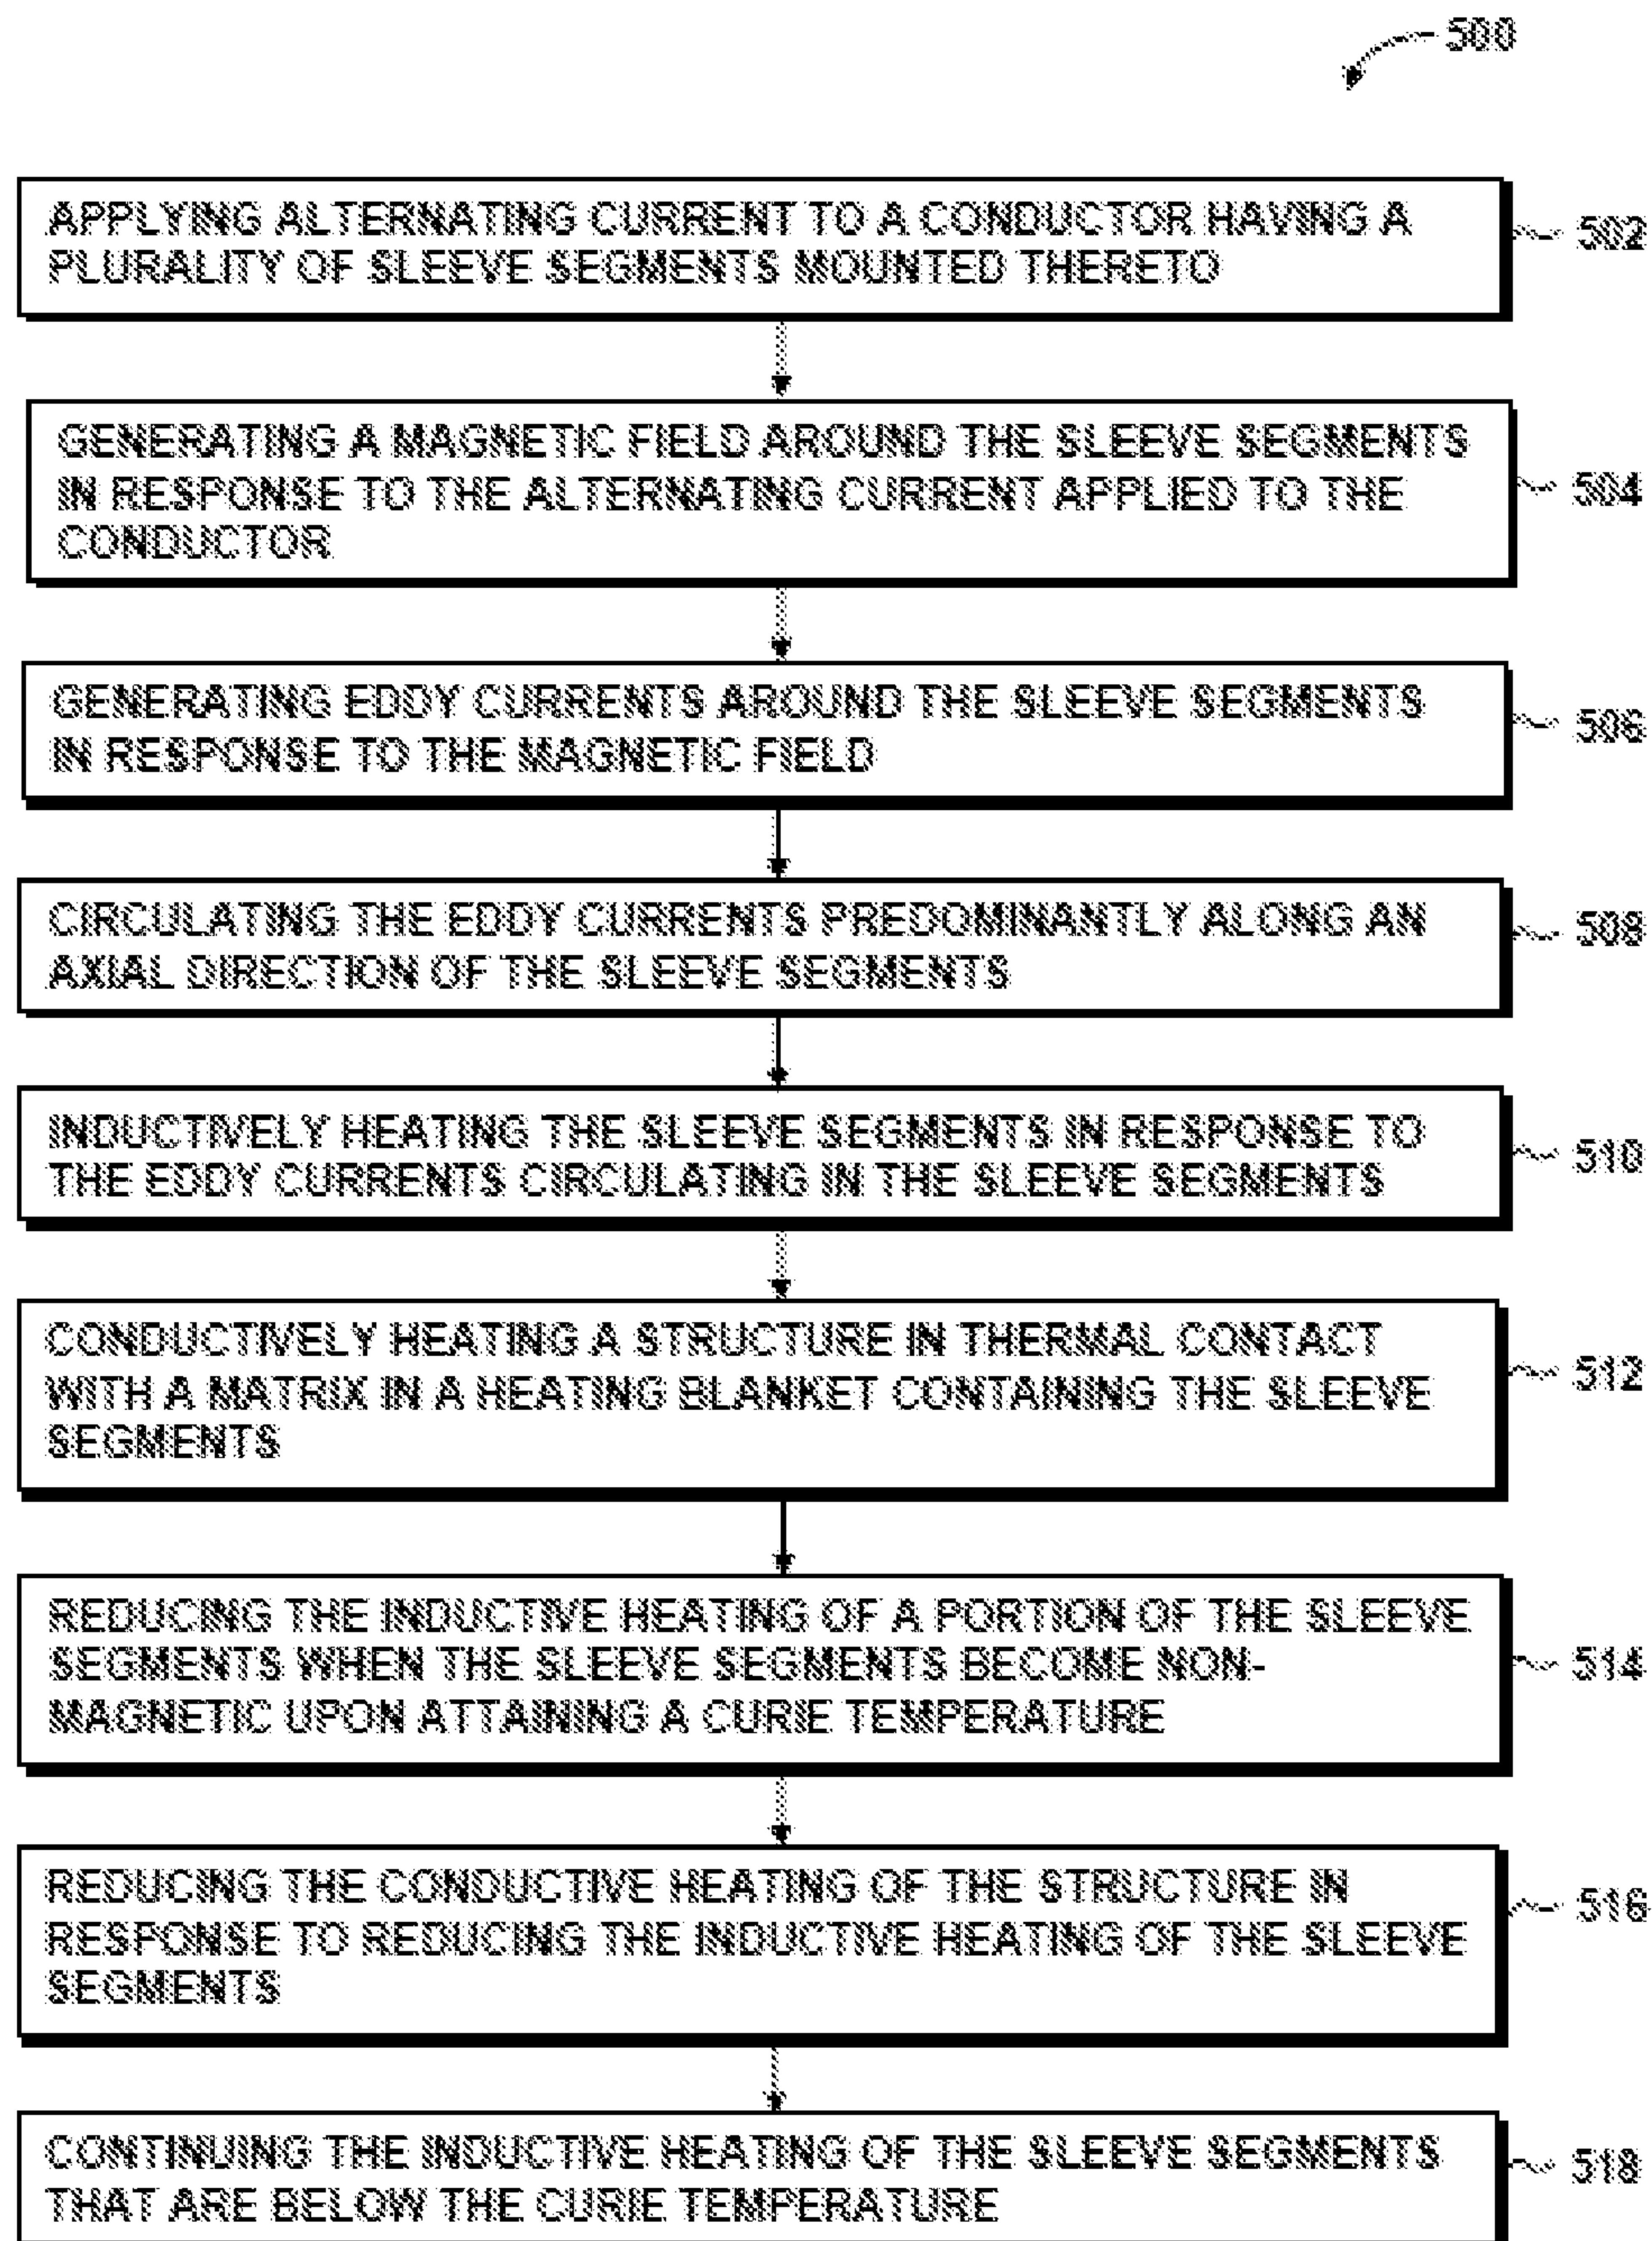 500
APPLYING ALTERNATING CURRENT TO A CONDUCTOR HAVING A
PLURALITY OF SLEEVE SEGMENTS MOUNTED THERETO
502
GENERATING A MAGNETIC FIELD AROUND THE SLEEVE SEGMENTS
IN RESPONSE TO THE ALTERNATING CURRENT APPLIED TO THE
CONDUCTOR
504
GENERATING EDDY CURRENTS AROUND THE SLEEVE SEGMENTS
IN RESPONSE TO THE MAGNETIC FIELD
506
CIRCULATING THE EDDY CURRENTS PREDOMINANTLY ALONG AN
AXIAL DIRECTION OF THE SLEEVE SEGMENTS
508
INDUCTIVELY HEATING THE SLEEVE SEGMENTS IN RESPONSE TO
THE EDDY CURRENTS CIRCULATING IN THE SLEEVE SEGMENTS
510
CONDUCTIVELY HEATING A STRUCTURE IN THERMAL CONTACT
WITH A MATRIX IN A HEATING BLANKET CONTAINING THE SLEEVE
SEGMENTS
512
REDUCING THE INDUCTIVE HEATING OF A PORTION OF THE SLEEVE
SEGMENTS WHEN THE SLEEVE SEGMENTS BECOME NON-
MAGNETIC UPON ATTAINING A CURIE TEMPERATURE
514
REDUCING THE CONDUCTIVE HEATING OF THE STRUCTURE IN
RESPONSE TO REDUCING THE INDUCTIVE HEATING OF THE SLEEVE
SEGMENTS
516
CONTINUING THE INDUCTIVE HEATING OF THE SLEEVE SEGMENTS
THAT ARE BELOW THE CURIE TEMPERATURE
518